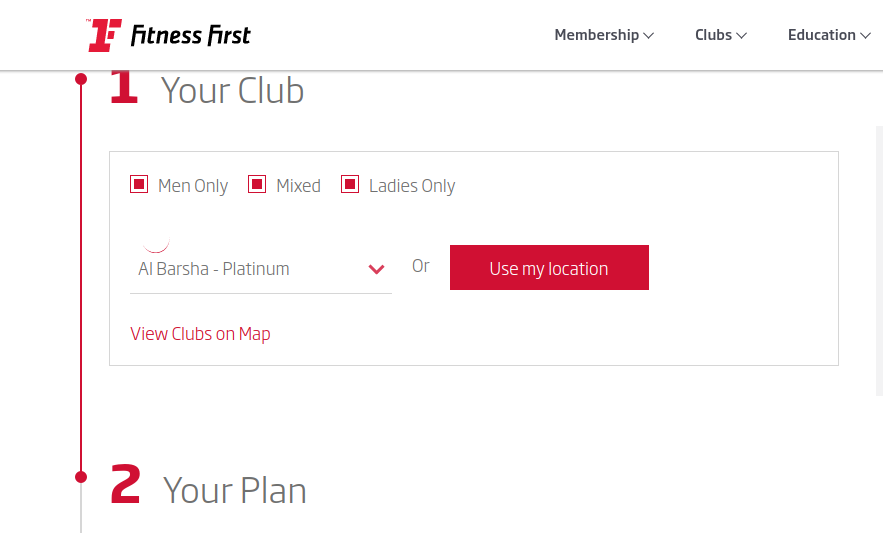 ™ Fitness First
Membership Clubs Education
1 Your Club
Men Only Mixed Ladies Only
Al Barsha - Platinum Or Use my location
View Clubs on Map
2 Your Plan